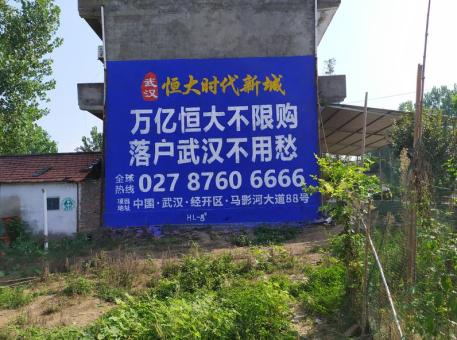 武汉 恒大时代新城
万亿恒大不限购
落户武汉不用愁
全球热线 027 8760 6666
项目地址 中国·武汉·经开区·马影河大道88号
HL-8